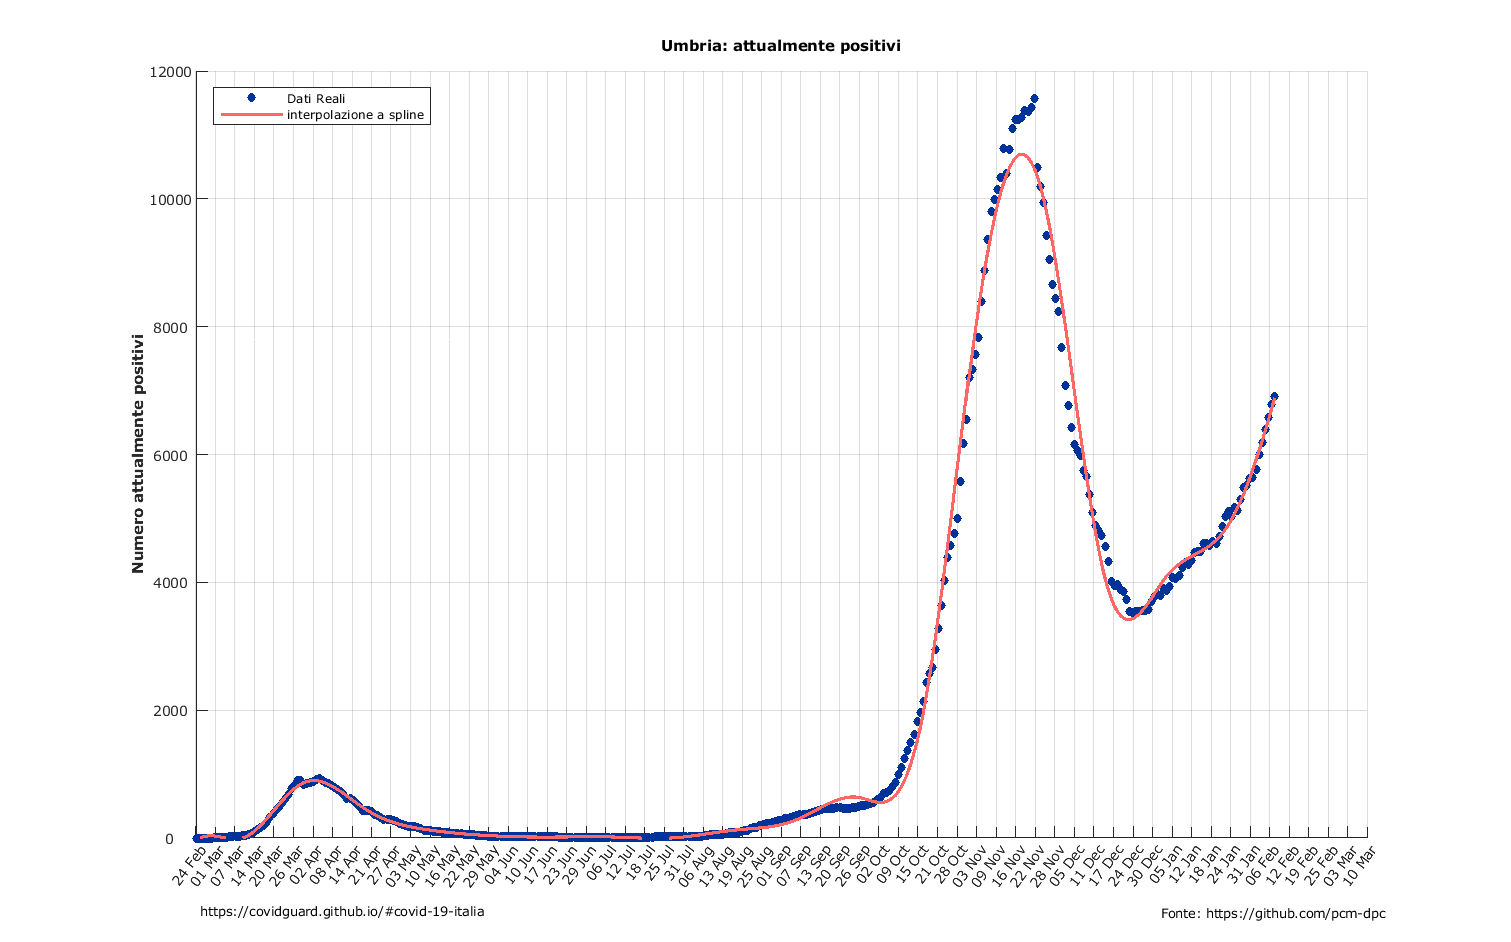 Umbria: attualmente positivi
12000
10000
8000
6000
4000
2000
0
Numero attualmente positivi
Dati Reali
interpolazione a spline
24 Feb
01 Mar
07 Mar
14 Mar
20 Mar
26 Mar
02 Apr
08 Apr
14 Apr
21 Apr
27 Apr
03 May
10 May
16 May
22 May
29 May
04 Jun
10 Jun
17 Jun
23 Jun
29 Jun
06 Jul
12 Jul
18 Jul
25 Jul
31 Jul
06 Aug
13 Aug
19 Aug
25 Aug
01 Sep
07 Sep
13 Sep
20 Sep
26 Sep
02 Oct
09 Oct
15 Oct
21 Oct
28 Oct
03 Nov
09 Nov
16 Nov
22 Nov
28 Nov
05 Dec
11 Dec
17 Dec
24 Dec
30 Dec
05 Jan
12 Jan
18 Jan
24 Jan
31 Jan
06 Feb
12 Feb
19 Feb
25 Feb
03 Mar
10 Mar
https://covidguard.github.io/#covid-19-italia
Fonte: https://github.com/pcm-dpc